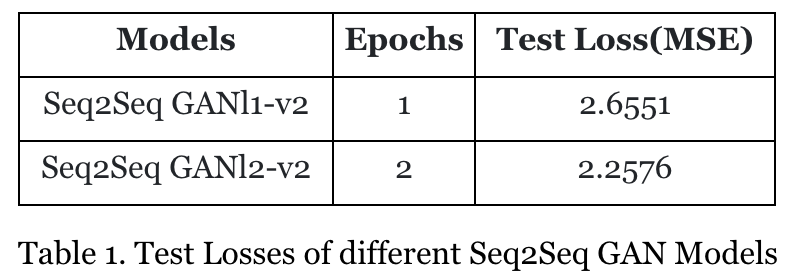 Models Epochs Test Loss(MSE)
Seq2Seq GANl1-v2 1 2.6551
Seq2Seq GANl2-v2 2 2.2576
Table 1. Test Losses of different Seq2Seq GAN Models